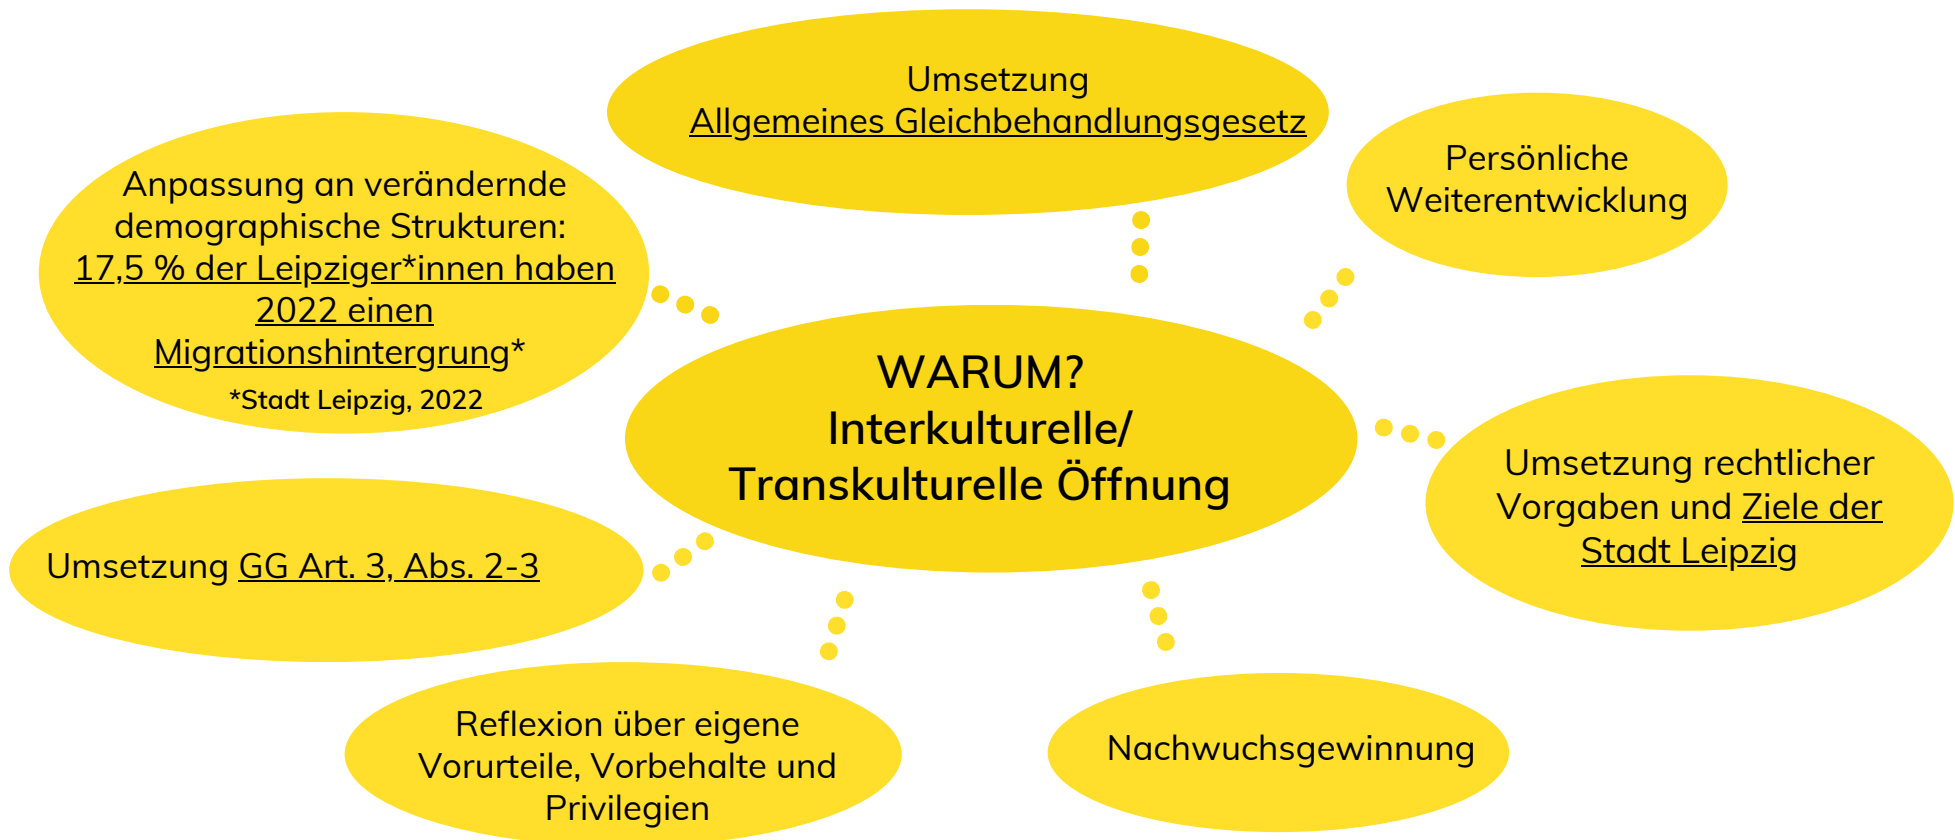 Umsetzung
Allgemeines Gleichbehandlungsgesetz
Persönliche
Weiterentwicklung
Anpassung an verändernde
demographische Strukturen:
17,5 % der Leipziger*innen haben
2022 einen
Migrationshintergrung*
*Stadt Leipzig, 2022
WARUM?
Interkulturelle/
Transkulturelle Öffnung
Umsetzung rechtlicher
Vorgaben und Ziele der
Stadt Leipzig
Umsetzung GG Art. 3, Abs. 2-3
Reflexion über eigene
Vorurteile, Vorbehalte und
Privilegien
Nachwuchsgewinnung